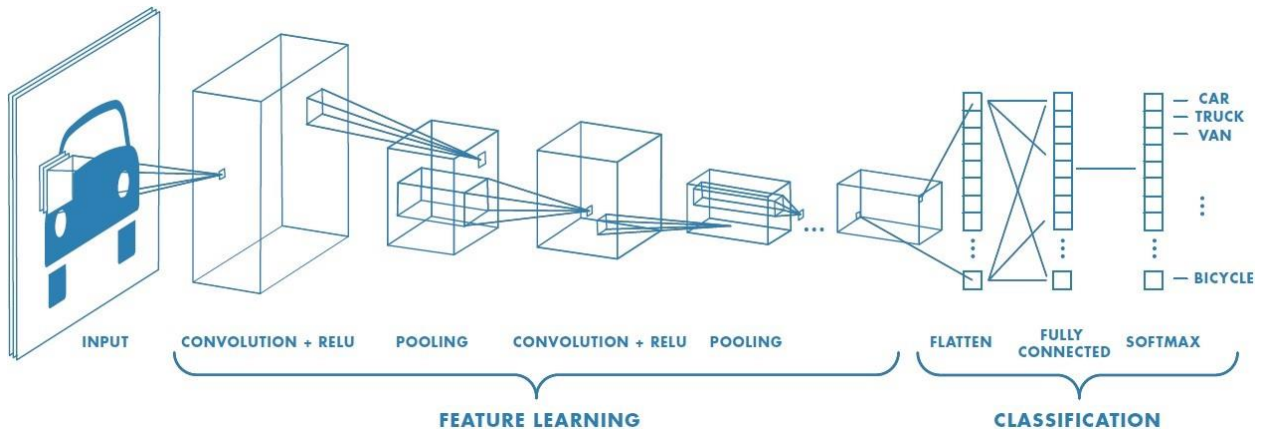 CAR
TRUCK
VAN
BICYCLE
INPUT
CONVOLUTION + RELU
POOLING
CONVOLUTION + RELU
POOLING
FLATTEN
FULLY
CONNECTED
SOFTMAX
FEATURE LEARNING
CLASSIFICATION